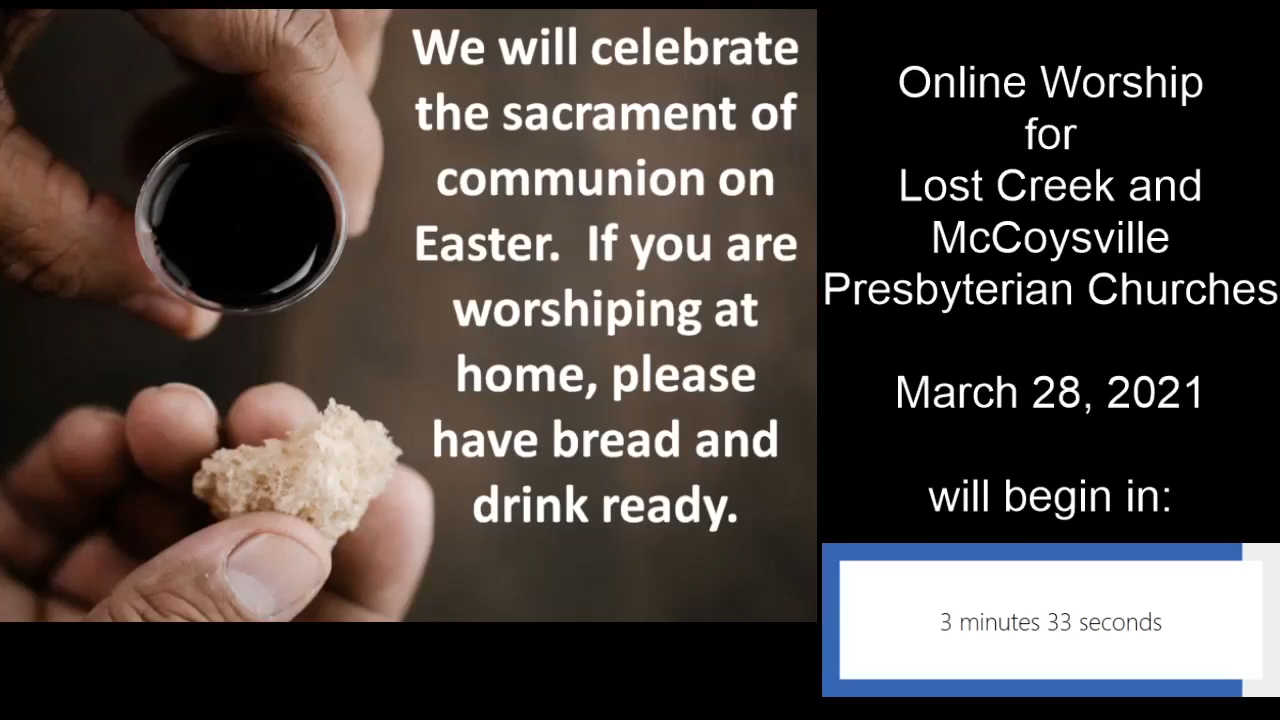 We will celebrate
the sacrament of
communion on
Easter.  If you are
worshiping at
home, please
have bread and
drink ready.
Online Worship
for
Lost Creek and
McCoysville
Presbyterian Churches
March 28, 2021
will begin in:
3 minutes 33 seconds